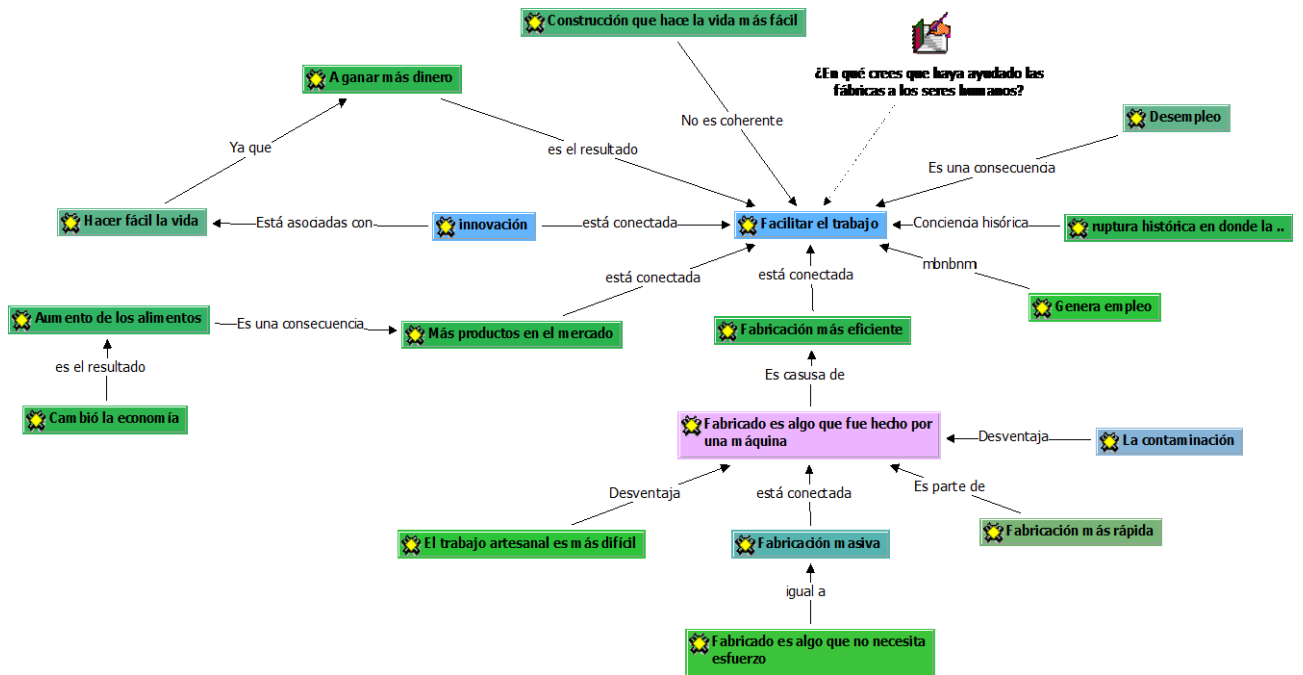 Construcción que hace la vida más fácil
¿En qué crees que haya ayudado las
fábricas a los seres humanos?
A ganar más dinero
Desempleo
No es coherente
Ya que
es el resultado
Es una consecuencia
Hacer fácil la vida
Está asociadas con
innovación
está conectada
Facilitar el trabajo
Conciencia hisórica
ruptura histórica en donde la ..
mbnbnm
está conectada
está conectada
Genera empleo
Aumento de los alimentos
Es una consecuencia
Más productos en el mercado
Fabricación más eficiente
es el resultado
Es casusa de
Cambió la economía
Fabricado es algo que fue hecho por
una máquina
Desventaja
La contaminación
Desventaja
está conectada
Es parte de
El trabajo artesanal es más difícil
Fabricación masiva
Fabricación más rápida
igual a
Fabricado es algo que no necesita
esfuerzo